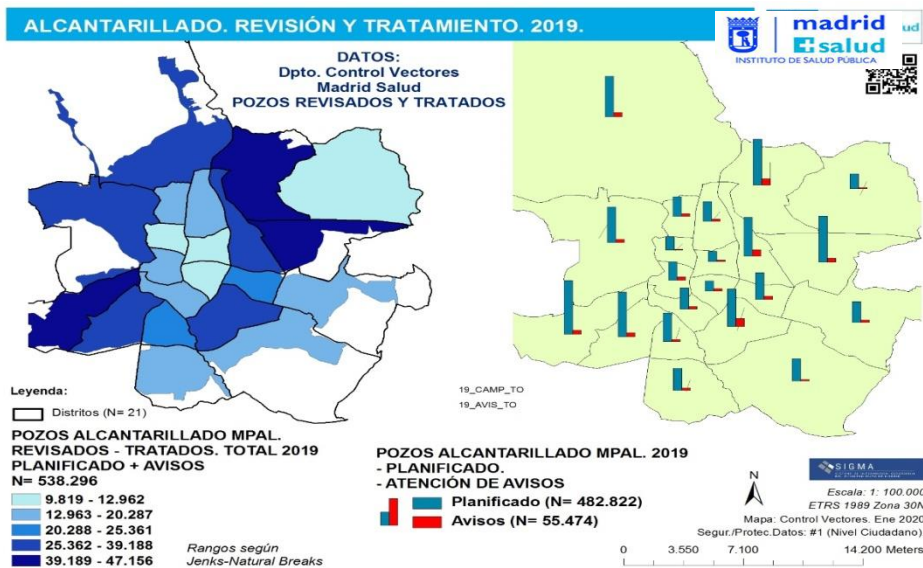 ALCANTARILLADO. REVISIÓN Y TRATAMIENTO. 2019.
madrid
salud
INSTITUTO DE SALUD PÚBLICA
ud
DATOS:
Dpto. Control Vectores
Madrid Salud
POZOS REVISADOS Y TRATADOS
Leyenda:
Distritos (N= 21)
POZOS ALCANTARILLADO MPAL.
REVISADOS - TRATADOS. TOTAL 2019
PLANIFICADO + AVISOS
N= 538.296
9.819 - 12.962
12.963 - 20.287
20.288 - 25.361
25.362 - 39.188
39.189 - 47.156
Rangos según
Jenks-Natural Breaks
19_CAMP_TO
19_AVIS_TO
POZOS ALCANTARILLADO MPAL. 2019
- PLANIFICADO.
- ATENCIÓN DE AVISOS
Planificado (N= 482.822)
Avisos (N= 55.474)
N
SIGMA
Escala: 1: 100.000
ETRS 1989 Zona 30N
Mapa: Control Vectores. Ene 2020
Segur./Protec.Datos: #1 (Nivel Ciudadano)
0 3.550 7.100 14.200 Meters